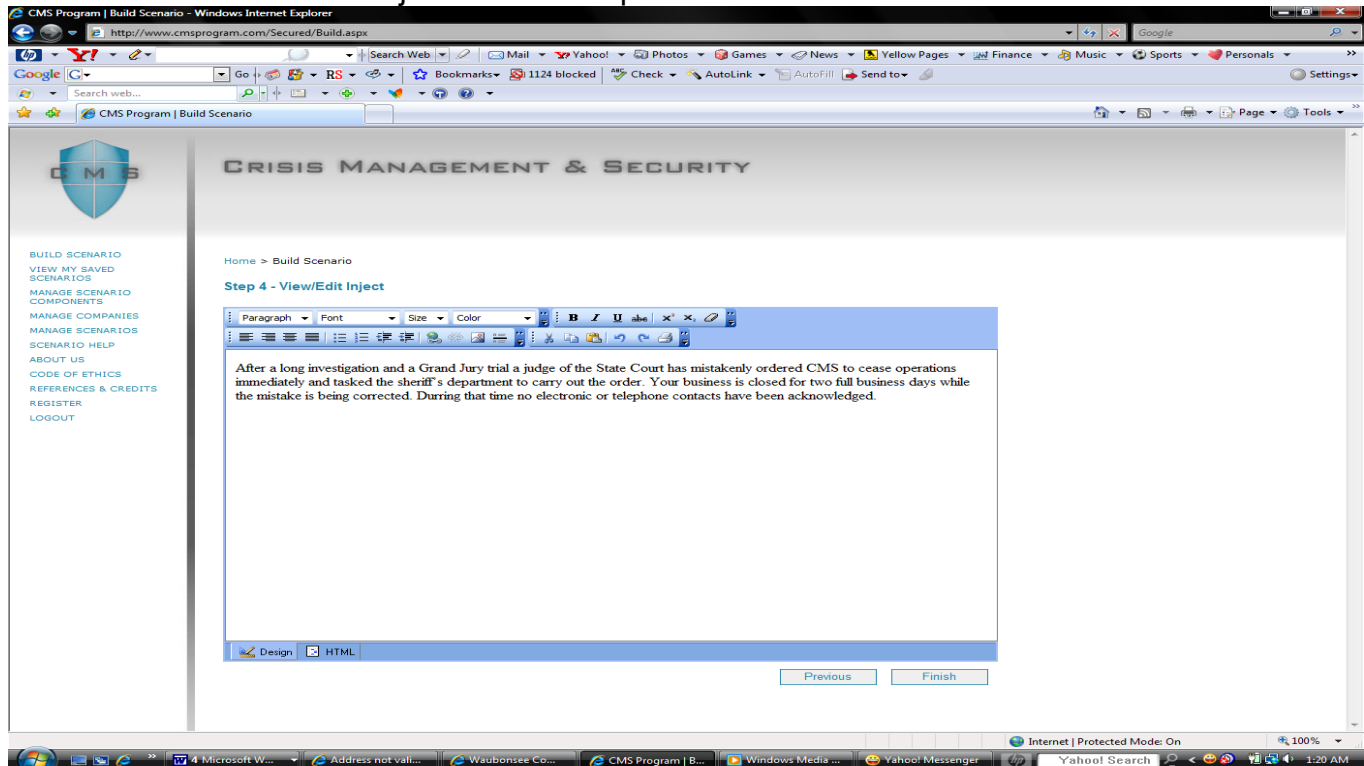 CMS Program | Build Scenario - Windows Internet Explorer
http://www.cmsprogram.com/Secured/Build.aspx
Google
Y! Search Web Mail Yahoo! Photos Games News Yellow Pages Finance Music Sports Personals
Google G Go RS Bookmarks 1124 blocked Check AutoLink AutoFill Send to Settings
Search web...
CMS Program | Build Scenario Page Tools
CMS
CRISIS MANAGEMENT & SECURITY
BUILD SCENARIO
VIEW MY SAVED
SCENARIOS
MANAGE SCENARIO
COMPONENTS
MANAGE COMPANIES
MANAGE SCENARIOS
SCENARIO HELP
ABOUT US
CODE OF ETHICS
REFERENCES & CREDITS
REGISTER
LOGOUT
Home > Build Scenario
Step 4 - View/Edit Inject
Paragraph Font Size Color B I U abc x² x₂
After a long investigation and a Grand Jury trial a judge of the State Court has mistakenly ordered CMS to cease operations
immediately and tasked the sheriff's department to carry out the order. Your business is closed for two full business days while
the mistake is being corrected. Durring that time no electronic or telephone contacts have been acknowledged.
Design HTML
Previous Finish
Internet | Protected Mode: On 100%
4 Microsoft W... Address not vali... Waubonsee Co... CMS Program | B... Windows Media ... Yahoo! Messenger hp Yahoo! Search 1:20 AM